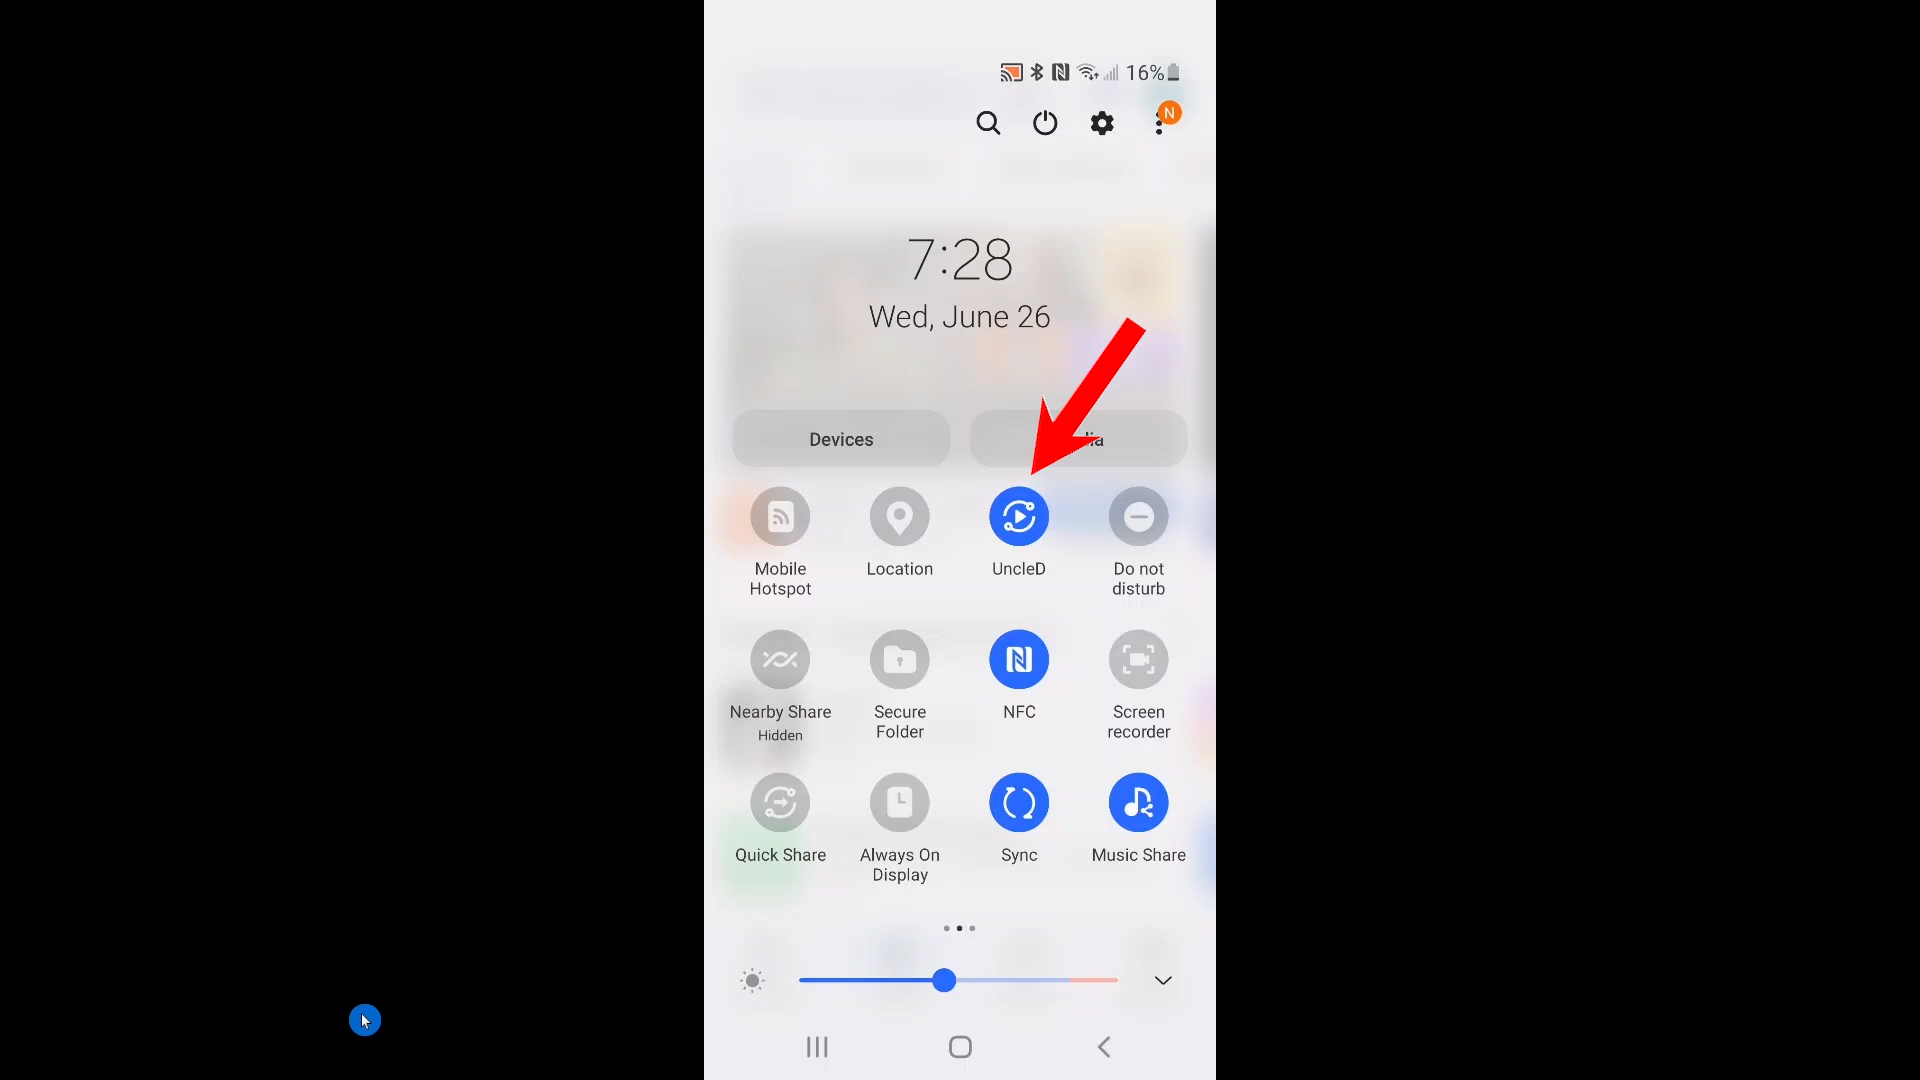 16%
N
7:28
Wed, June 26
Devices
Mobile
Hotspot
Location
UncleD
Do not
disturb
Nearby Share
Hidden
Secure
Folder
NFC
Screen
recorder
Quick Share
Always On
Display
Sync
Music Share